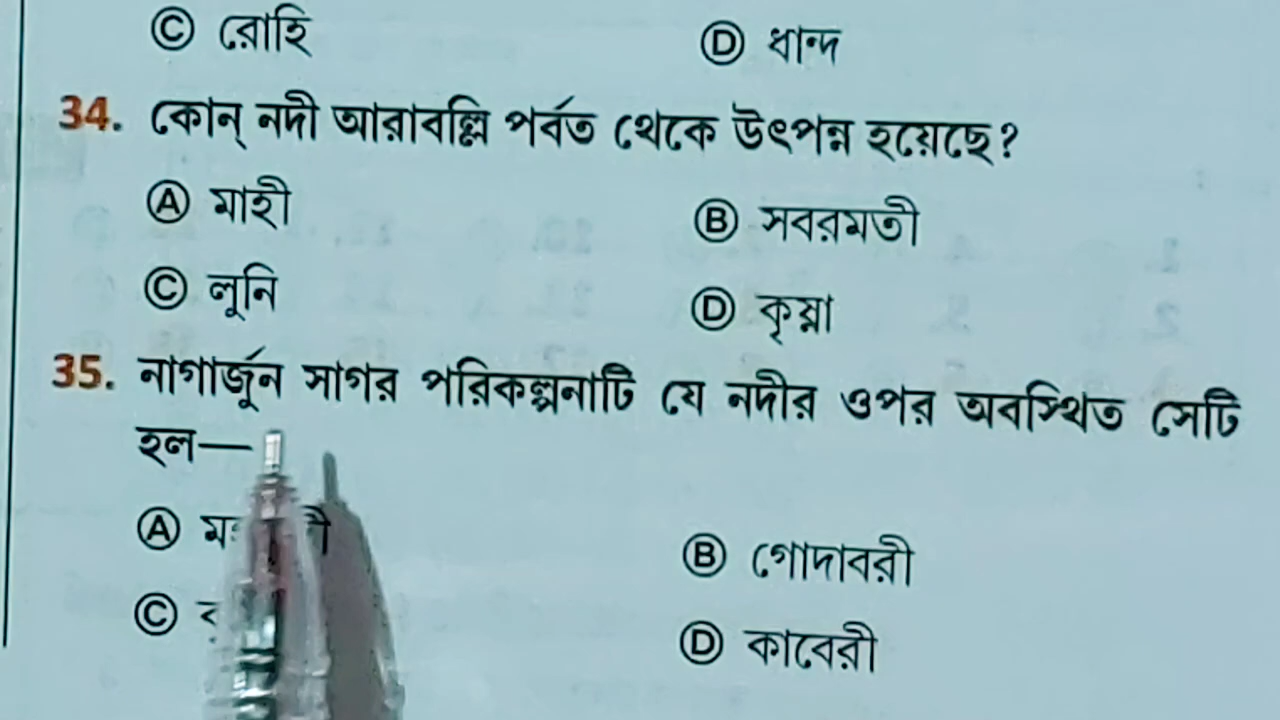 Ⓒ রোহি Ⓓ ধান্দ
34. কোন্ নদী আরাবল্লি পর্বত থেকে উৎপন্ন হয়েছে?
Ⓐ মাহী Ⓑ সবরমতী
Ⓒ লুনি Ⓓ কৃষ্ণা
35. নাগার্জুন সাগর পরিকল্পনাটি যে নদীর ওপর অবস্থিত সেটি
হল—
Ⓐ Ⓑ গোদাবরী
Ⓒ Ⓓ কাবেরী